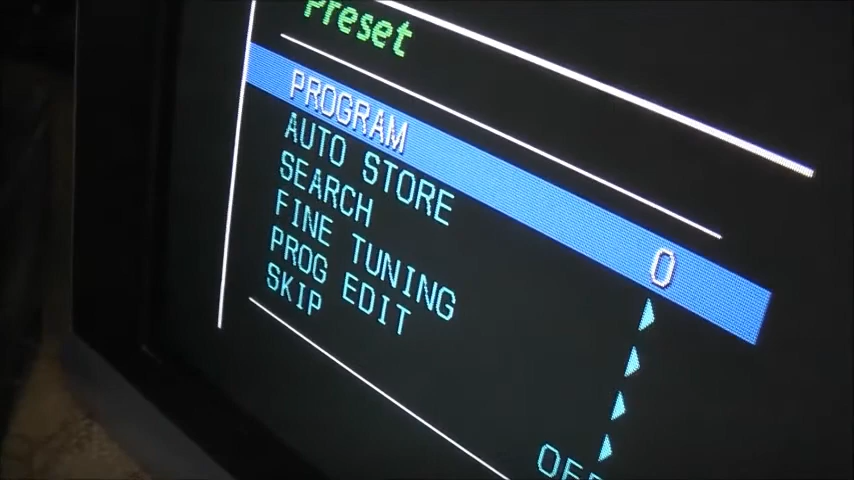 Preset
PROGRAM 0
AUTO STORE
SEARCH
FINE TUNING
PROG EDIT
SKIP